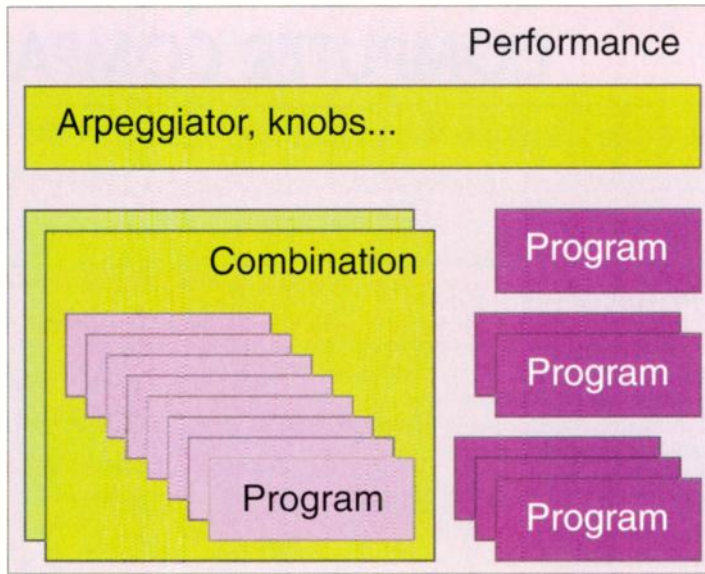 Performance
Arpeggiator, knobs...
Combination
Program
Program
Program
Program